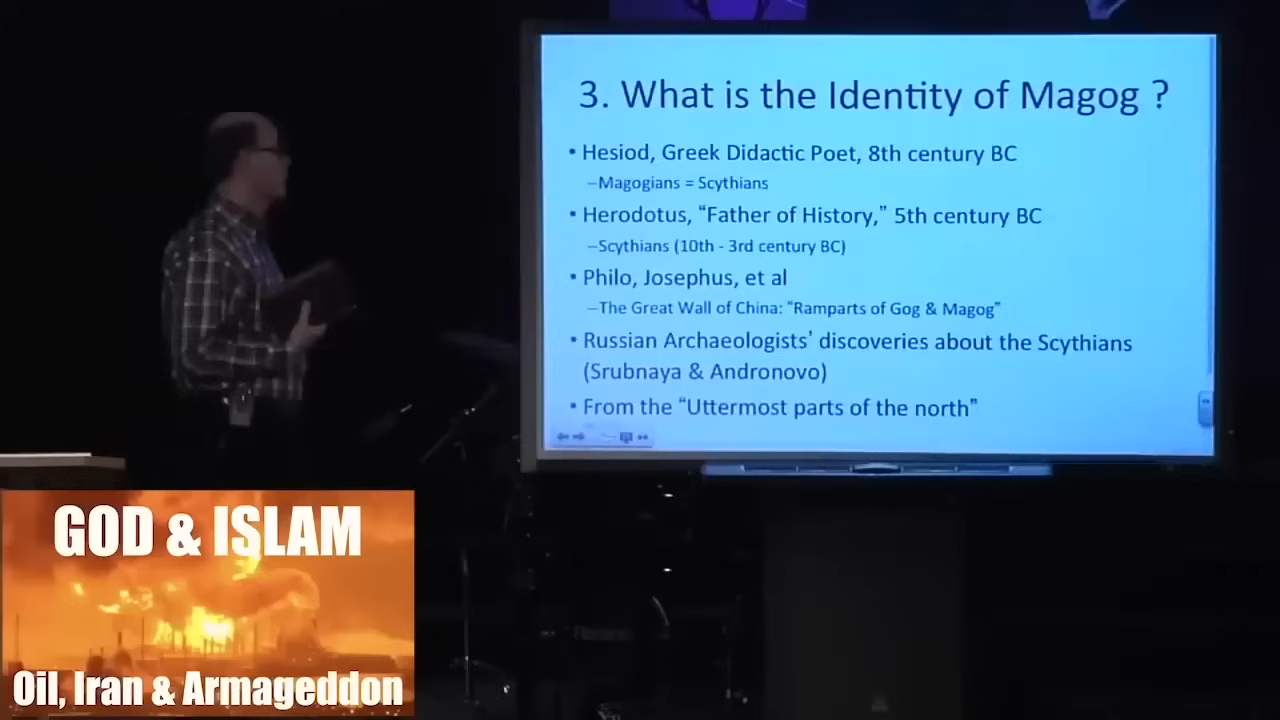 3. What is the Identity of Magog ?
• Hesiod, Greek Didactic Poet, 8th century BC
–Magogians = Scythians
• Herodotus, “Father of History,” 5th century BC
–Scythians (10th - 3rd century BC)
• Philo, Josephus, et al
–The Great Wall of China: “Ramparts of Gog & Magog”
• Russian Archaeologists’ discoveries about the Scythians
(Srubnaya & Andronovo)
• From the “Uttermost parts of the north”
GOD & ISLAM
Oil, Iran & Armageddon